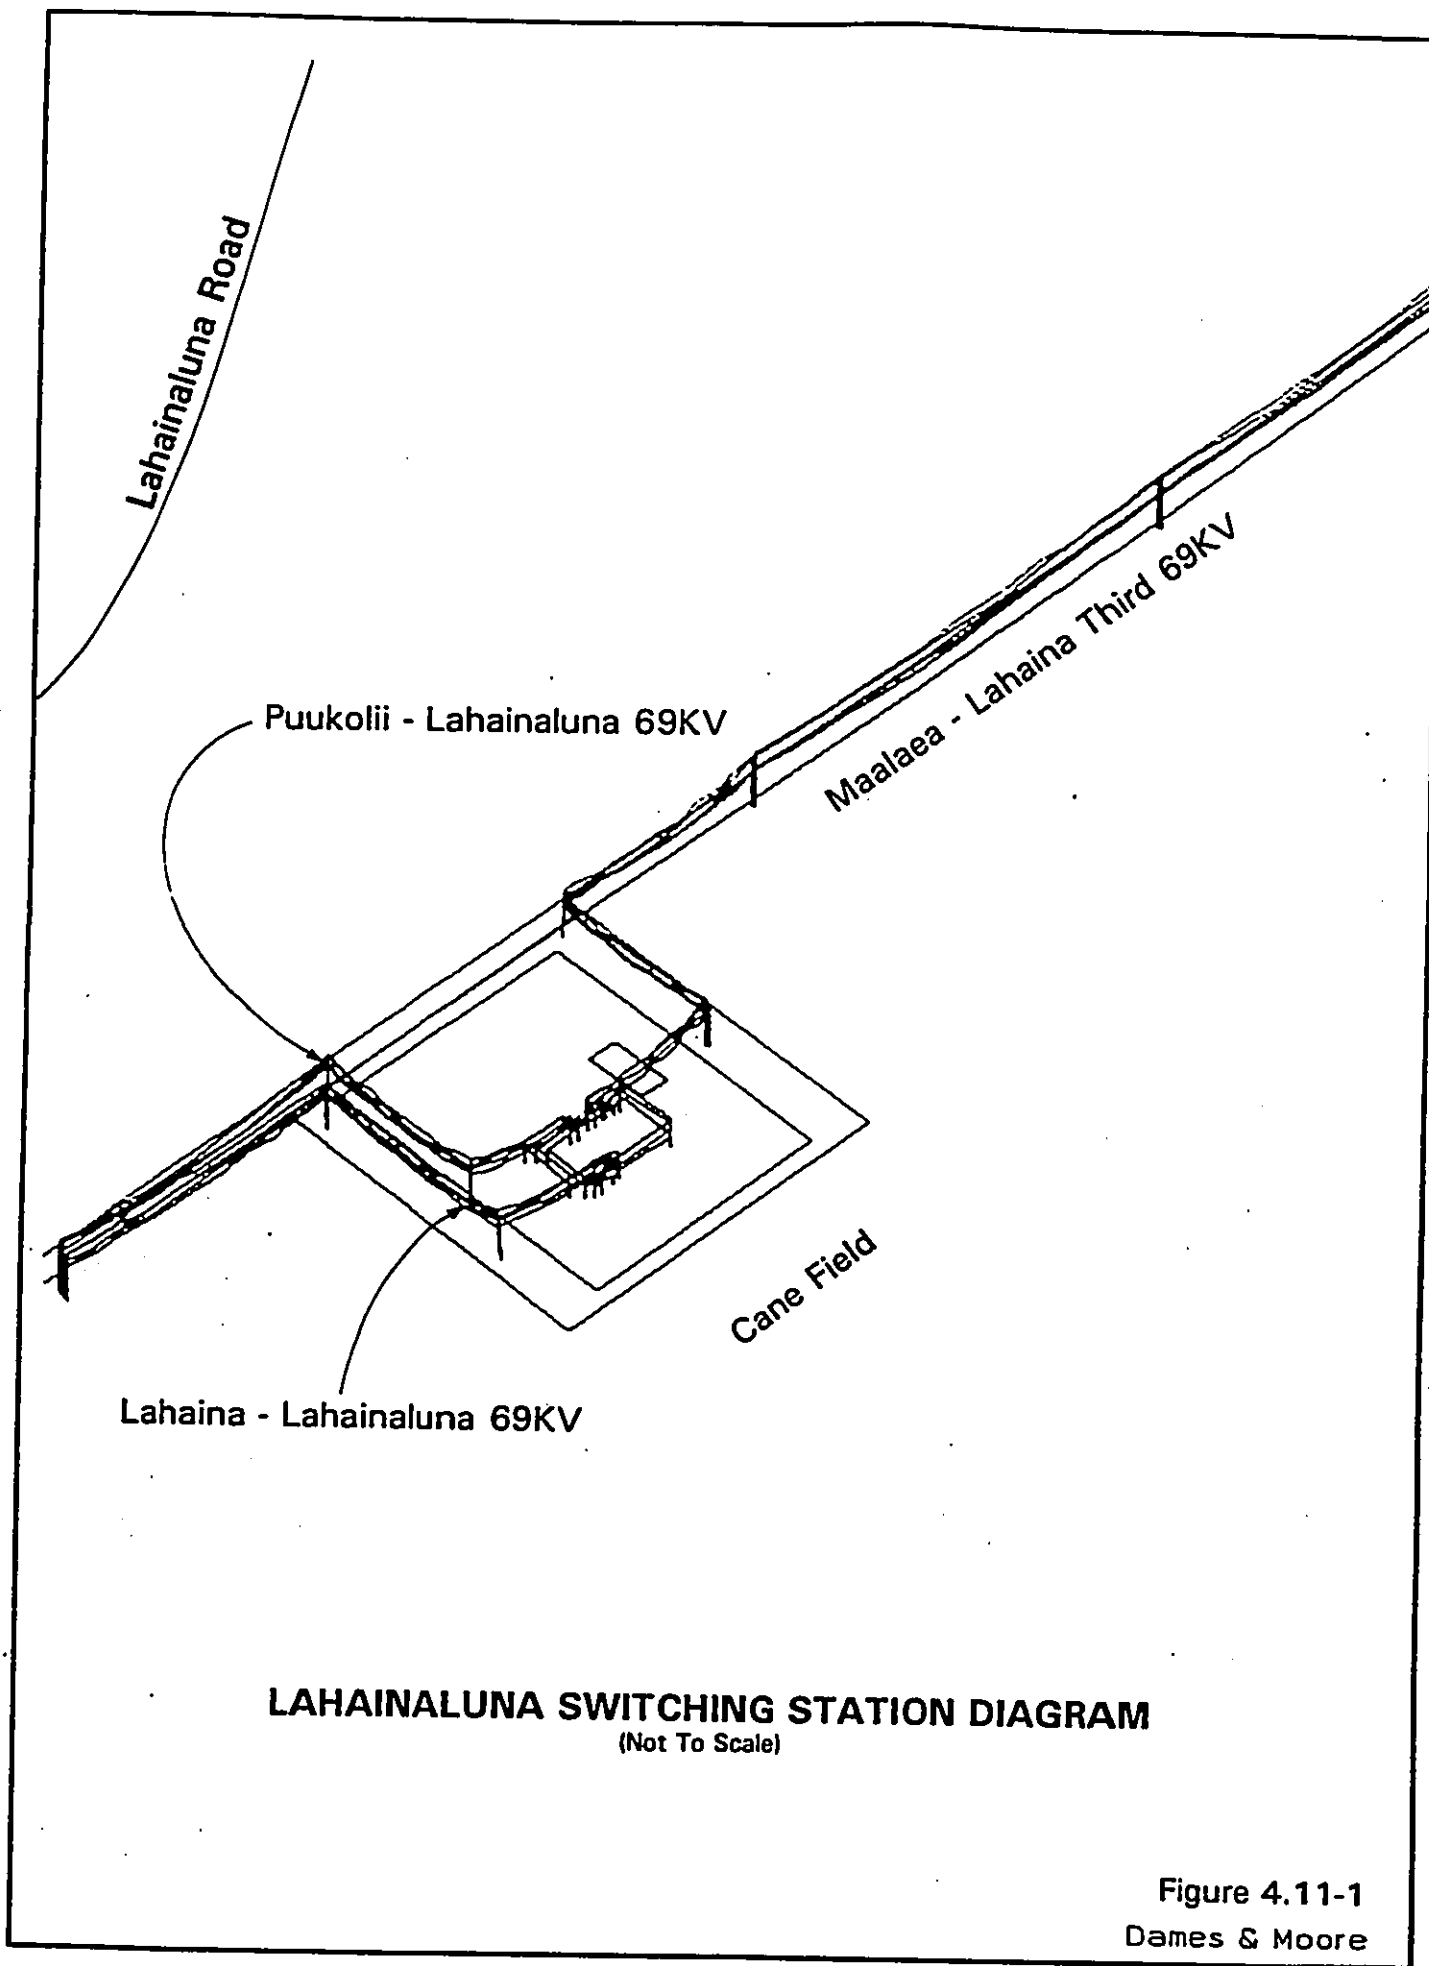 Lahainaluna Road
Puukolii - Lahainaluna 69KV
Maalaea - Lahaina Third 69KV
Cane Field
Lahaina - Lahainaluna 69KV
LAHAINALUNA SWITCHING STATION DIAGRAM
(Not To Scale)
Figure 4.11-1
Dames & Moore